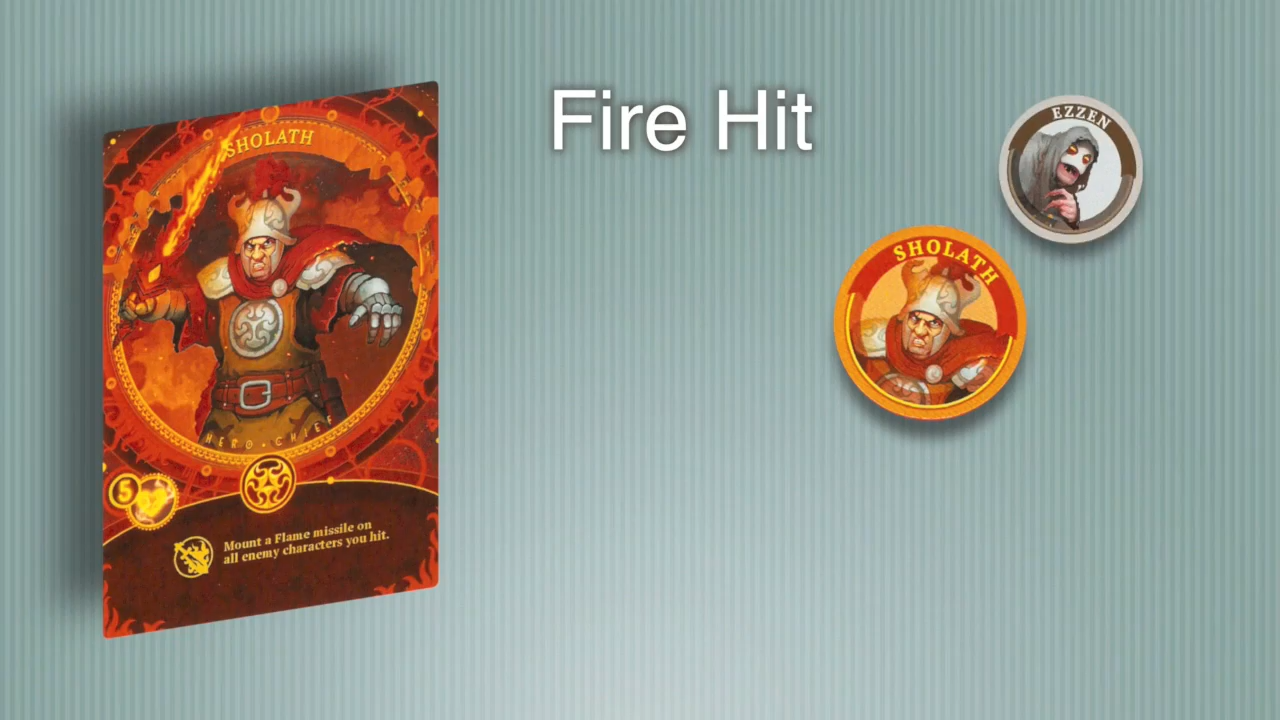 SHOLATH
HERO • CHIEF
5
Mount a Flame missile on
all enemy characters you hit.
Fire Hit
EZZEN
SHOLATH